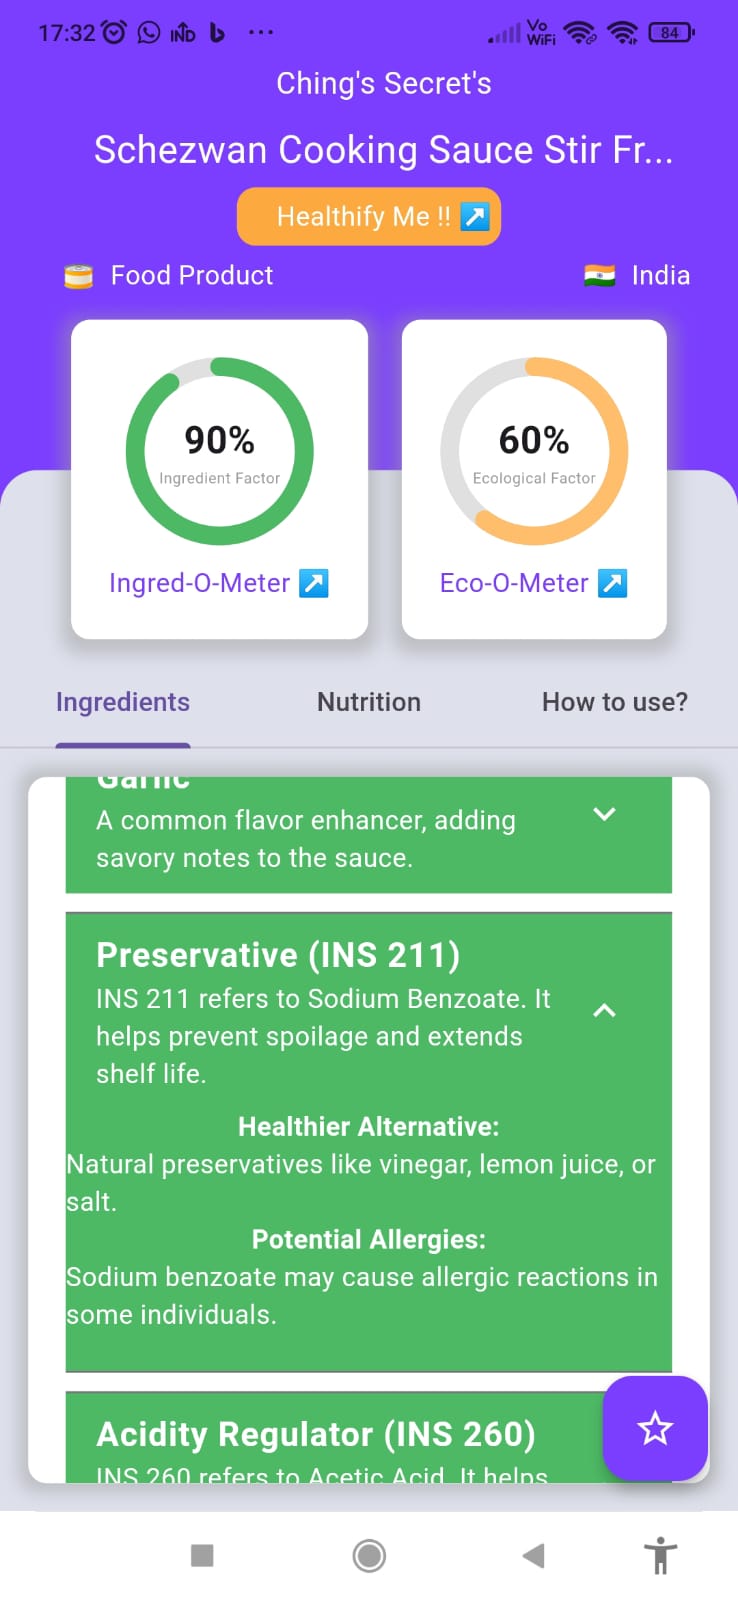 17:32 IND b ...
Vo
WiFi
84
Ching's Secret's
Schezwan Cooking Sauce Stir Fr...
Healthify Me !!
Food Product
India
90%
Ingredient Factor
Ingred-O-Meter
60%
Ecological Factor
Eco-O-Meter
Ingredients Nutrition How to use?
Garlic
A common flavor enhancer, adding
savory notes to the sauce.
Preservative (INS 211)
INS 211 refers to Sodium Benzoate. It
helps prevent spoilage and extends
shelf life.
Healthier Alternative:
Natural preservatives like vinegar, lemon juice, or
salt.
Potential Allergies:
Sodium benzoate may cause allergic reactions in
some individuals.
Acidity Regulator (INS 260)
INS 260 refers to Acetic Acid. It helps